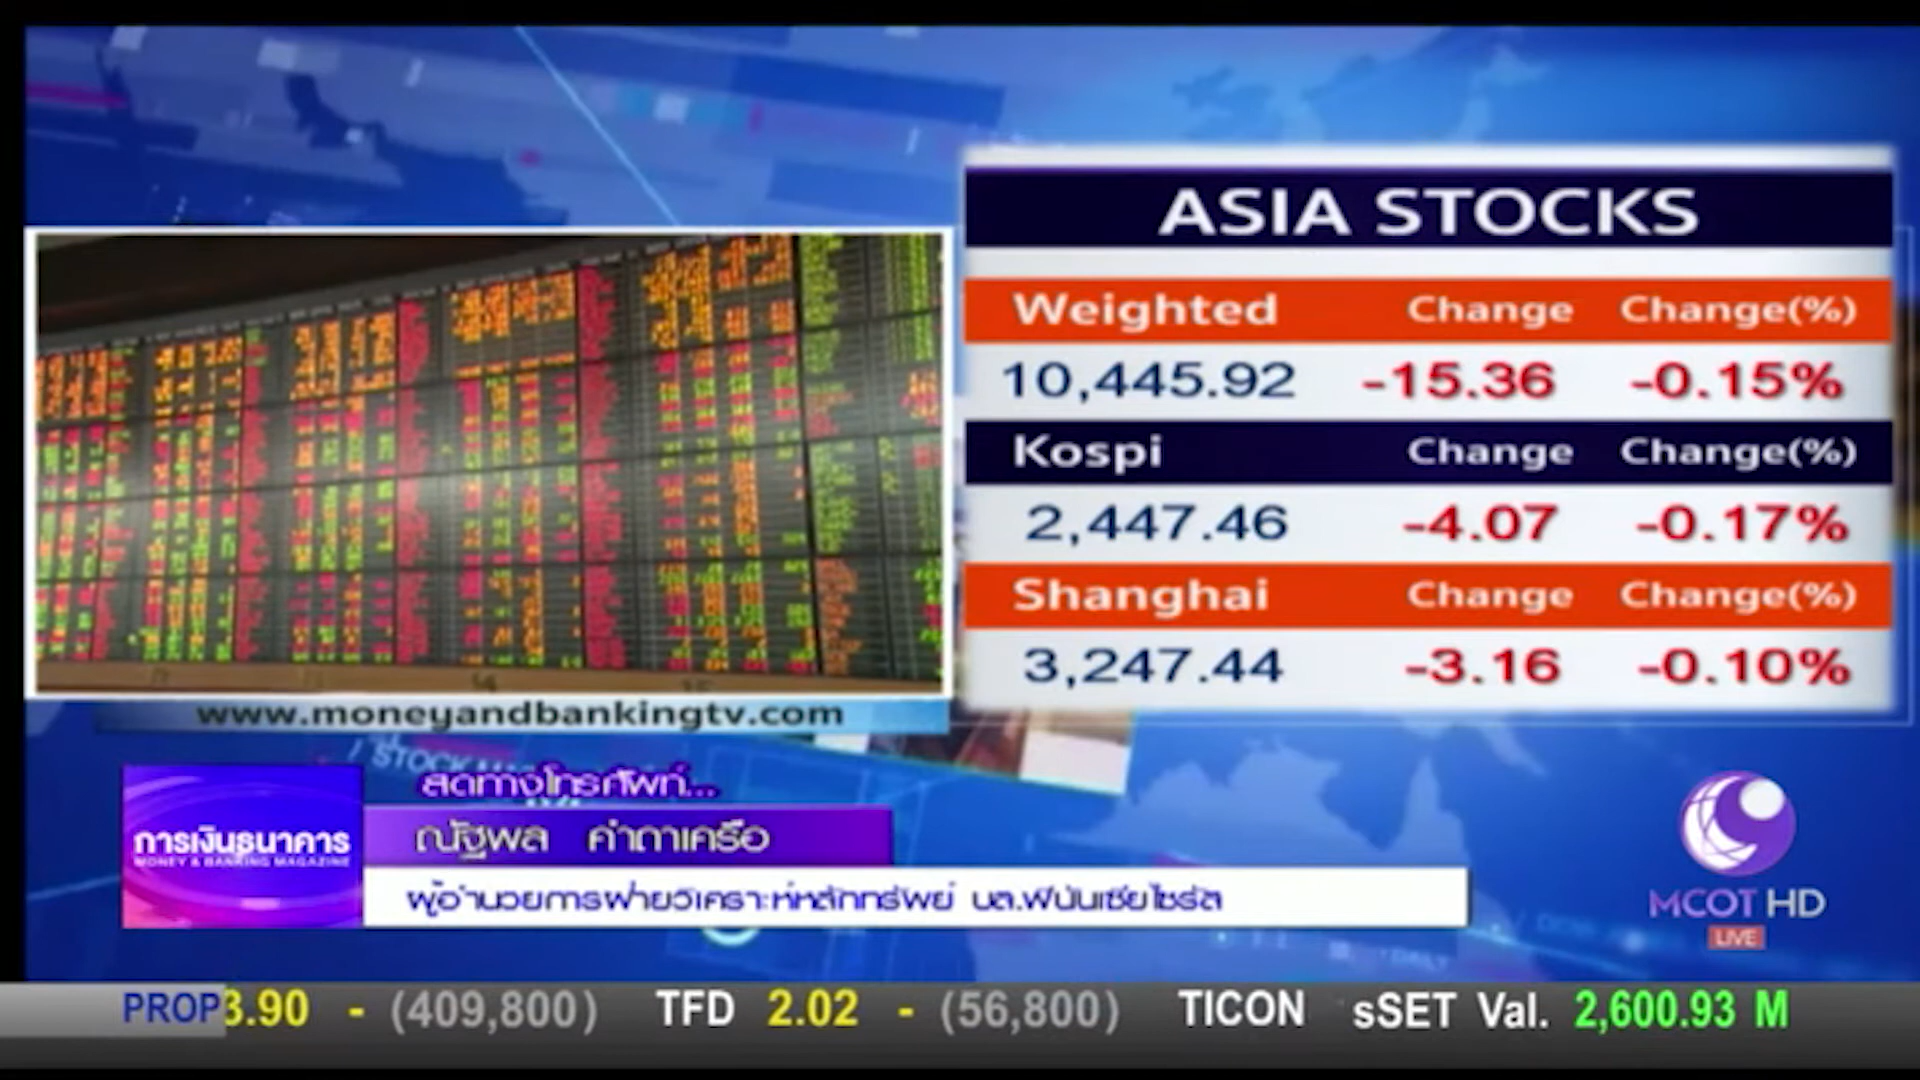 ASIA STOCKS
Weighted Change Change(%)
10,445.92 -15.36 -0.15%
Kospi Change Change(%)
2,447.46 -4.07 -0.17%
Shanghai Change Change(%)
3,247.44 -3.16 -0.10%
www.moneyandbankingtv.com
/ STOCK
สดทางโทรศัพท์...
การเงินธนาคาร
MONEY & BANKING MAGAZINE
ณัฐพล คำถาเครือ
ผู้อำนวยการฝ่ายวิเคราะห์หลักทรัพย์ บล.ฟินันเซียไซรัส
MCOT HD
LIVE
PROP 3.90 - (409,800) TFD 2.02 - (56,800) TICON sSET Val. 2,600.93 M